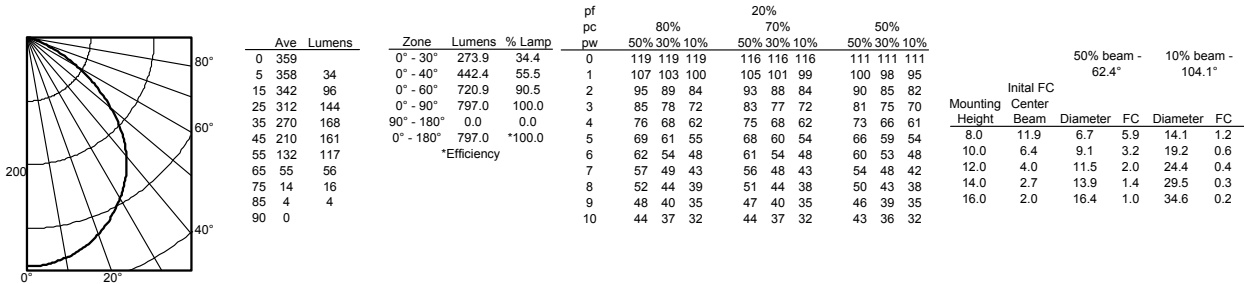 80°
60°
200
40°
0° 20°
Ave Lumens
0 359
5 358 34
15 342 96
25 312 144
35 270 168
45 210 161
55 132 117
65 55 56
75 14 16
85 4 4
90 0
Zone Lumens % Lamp
0° - 30° 273.9 34.4
0° - 40° 442.4 55.5
0° - 60° 720.9 90.5
0° - 90° 797.0 100.0
90° - 180° 0.0 0.0
0° - 180° 797.0 *100.0
*Efficiency
pf 20%
pc 80% 70% 50%
pw 50% 30% 10% 50% 30% 10% 50% 30% 10%
0 119 119 119 116 116 116 111 111 111
1 107 103 100 105 101 99 100 98 95
2 95 89 84 93 88 84 90 85 82
3 85 78 72 83 77 72 81 75 70
4 76 68 62 75 68 62 73 66 61
5 69 61 55 68 60 54 66 59 54
6 62 54 48 61 54 48 60 53 48
7 57 49 43 56 48 43 54 48 42
8 52 44 39 51 44 38 50 43 38
9 48 40 35 47 40 35 46 39 35
10 44 37 32 44 37 32 43 36 32
50% beam - 10% beam -
62.4° 104.1°
Inital FC
Mounting Center
Height Beam Diameter FC Diameter FC
8.0 11.9 6.7 5.9 14.1 1.2
10.0 6.4 9.1 3.2 19.2 0.6
12.0 4.0 11.5 2.0 24.4 0.4
14.0 2.7 13.9 1.4 29.5 0.3
16.0 2.0 16.4 1.0 34.6 0.2